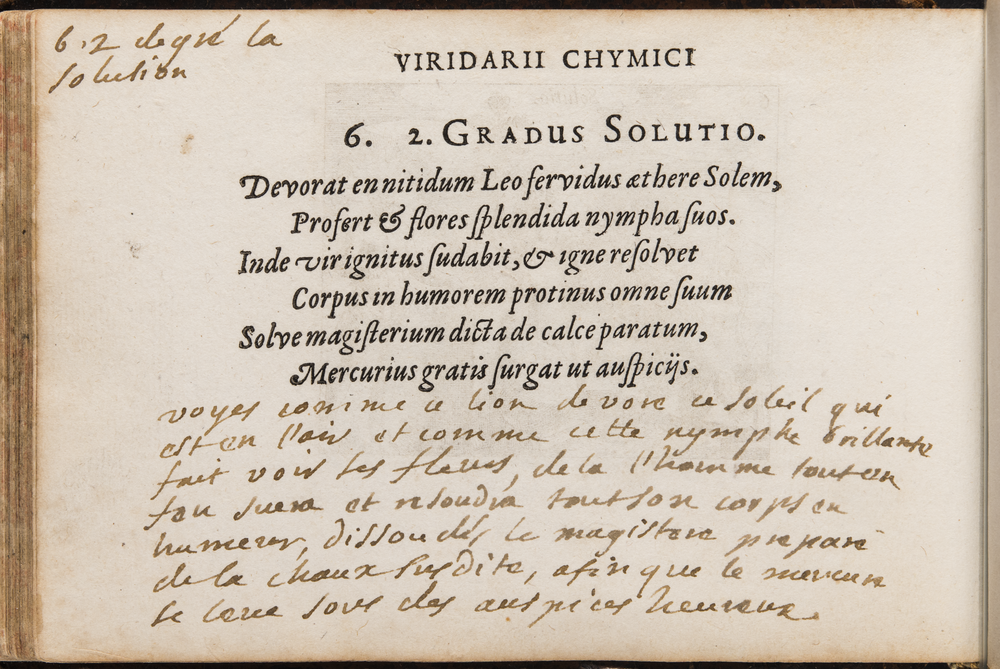 6. 2 degré la
solution
VIRIDARII CHYMICI
6. 2. GRADUS SOLUTIO.
Devorat en nitidum Leo fervidus æthere Solem,
Profert & flores ſplendida nympha ſuos.
Inde vir ignitus ſudabit, & igne reſolvet
Corpus in humorem protinus omne ſuum
Solve magiſterium dicta de calce paratum,
Mercurius gratis ſurgat ut auſpicijs.
voyes comme ce lion devore ce soleil qui
est en l'air et comme cette nymphe brillante
fait voir ses fleurs, de la l'homme tout en
feu suera et resoudra tout son corps en
humeur, dissoudés le magistere preparé
de la chaux susdite, afin que le mercure
se leve sous des auspices heureux.